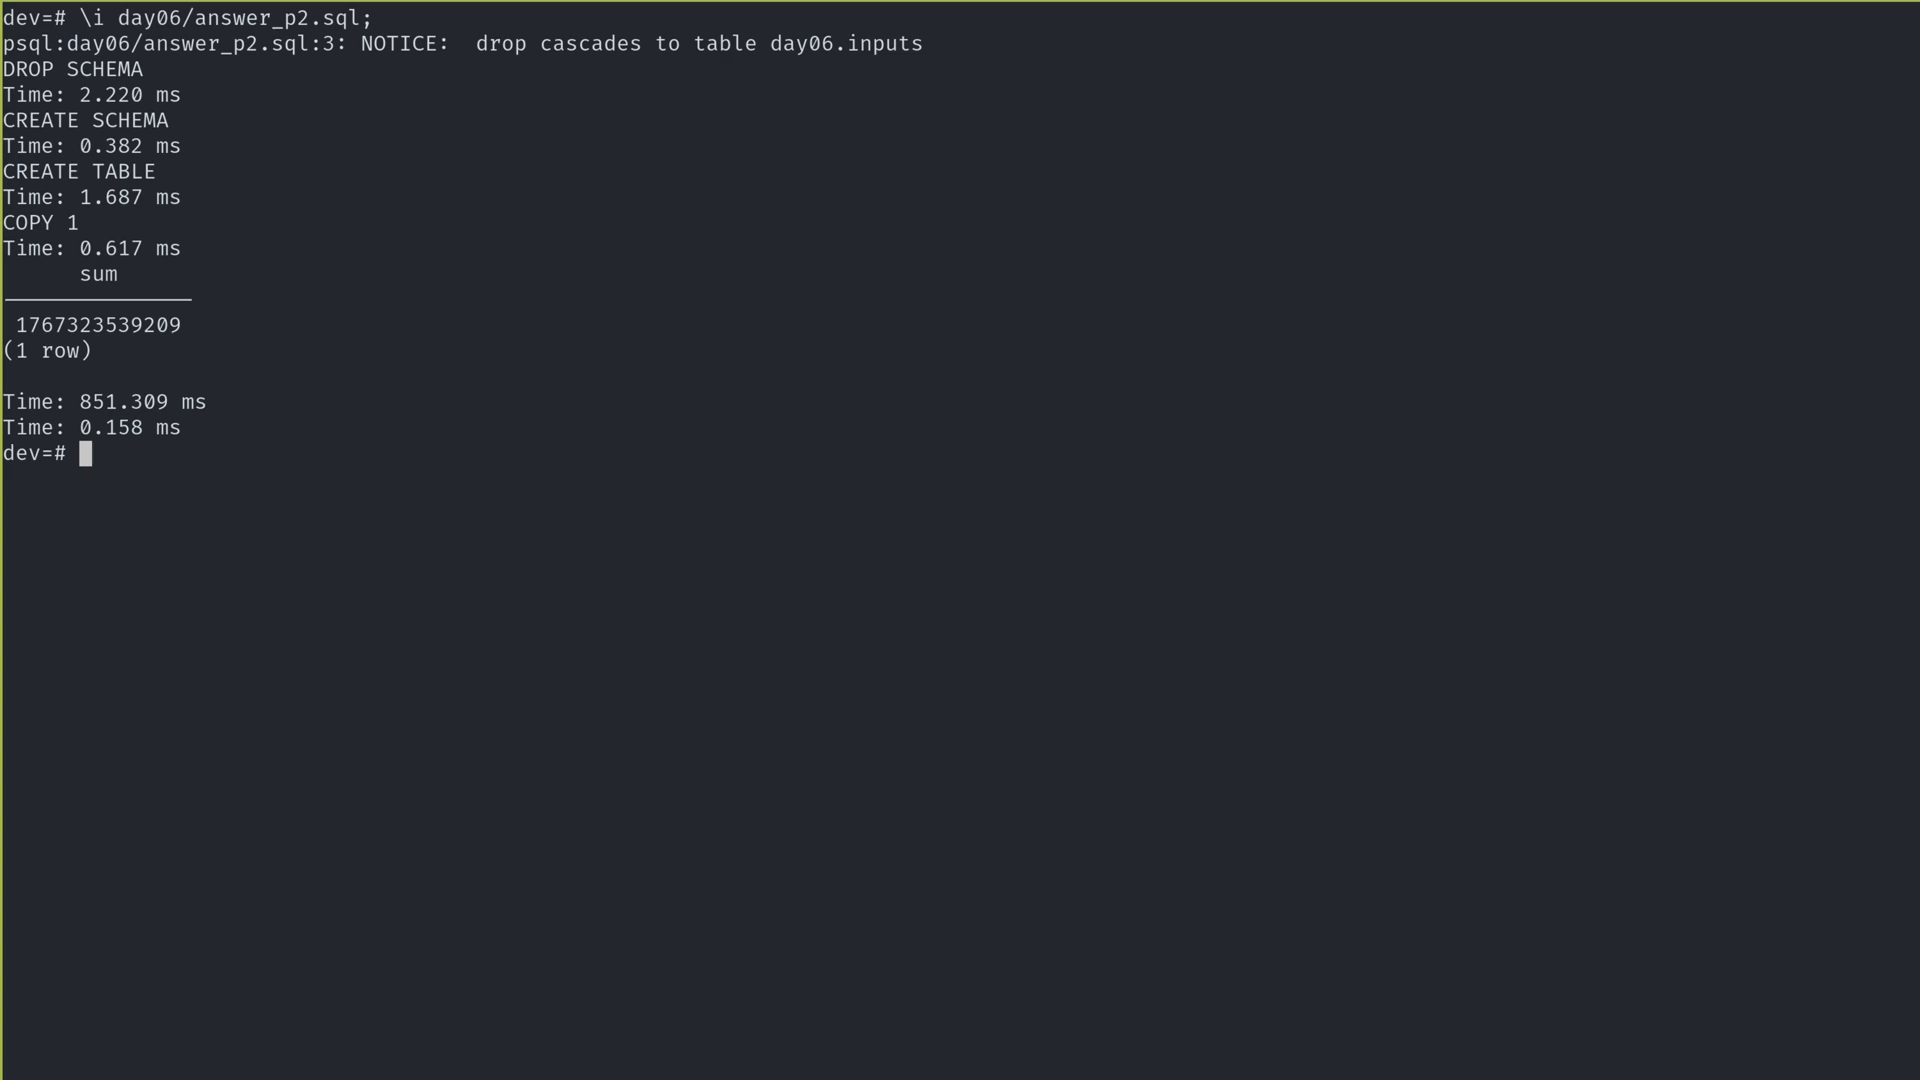 dev=# \i day06/answer_p2.sql;
psql:day06/answer_p2.sql:3: NOTICE:  drop cascades to table day06.inputs
DROP SCHEMA
Time: 2.220 ms
CREATE SCHEMA
Time: 0.382 ms
CREATE TABLE
Time: 1.687 ms
COPY 1
Time: 0.617 ms
sum
1767323539209
(1 row)
Time: 851.309 ms
Time: 0.158 ms
dev=#